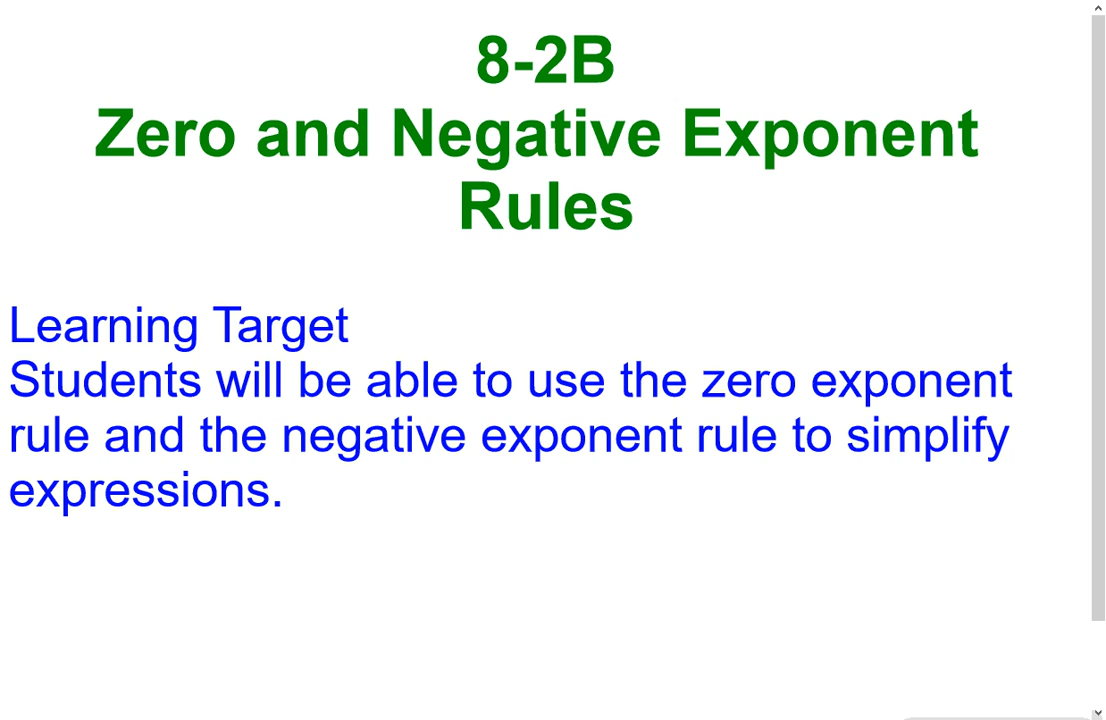 8-2B
Zero and Negative Exponent
Rules
Learning Target
Students will be able to use the zero exponent
rule and the negative exponent rule to simplify
expressions.